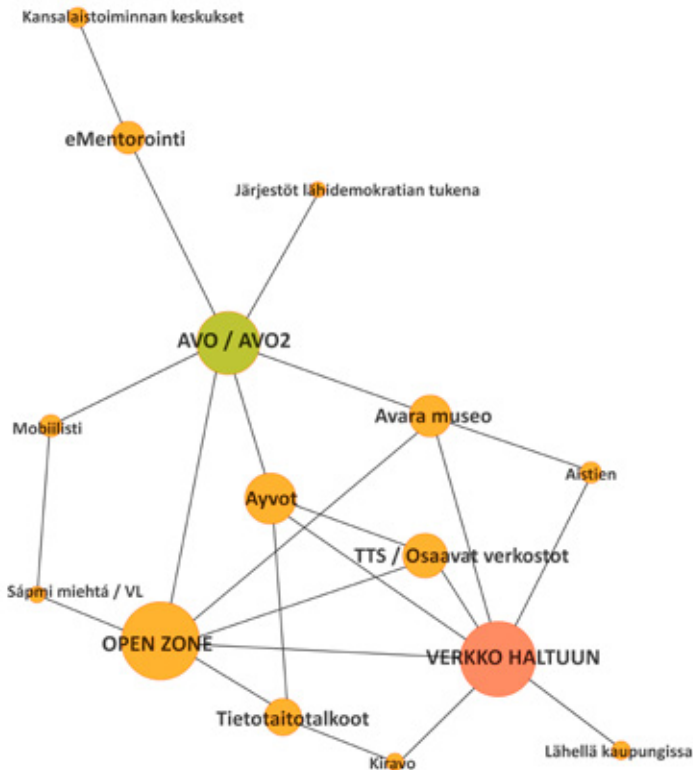 Kansalaistoiminnan keskukset
eMentorointi
Järjestöt lähidemokratian tukena
AVO / AVO2
Avara museo
Mobiilisti
Aistien
Ayvot
TTS / Osaavat verkostot
Sápmi miehtá / VL
OPEN ZONE
VERKKO HALTUUN
Tietotaitotalkoot
Lähellä kaupungissa
Kiravo